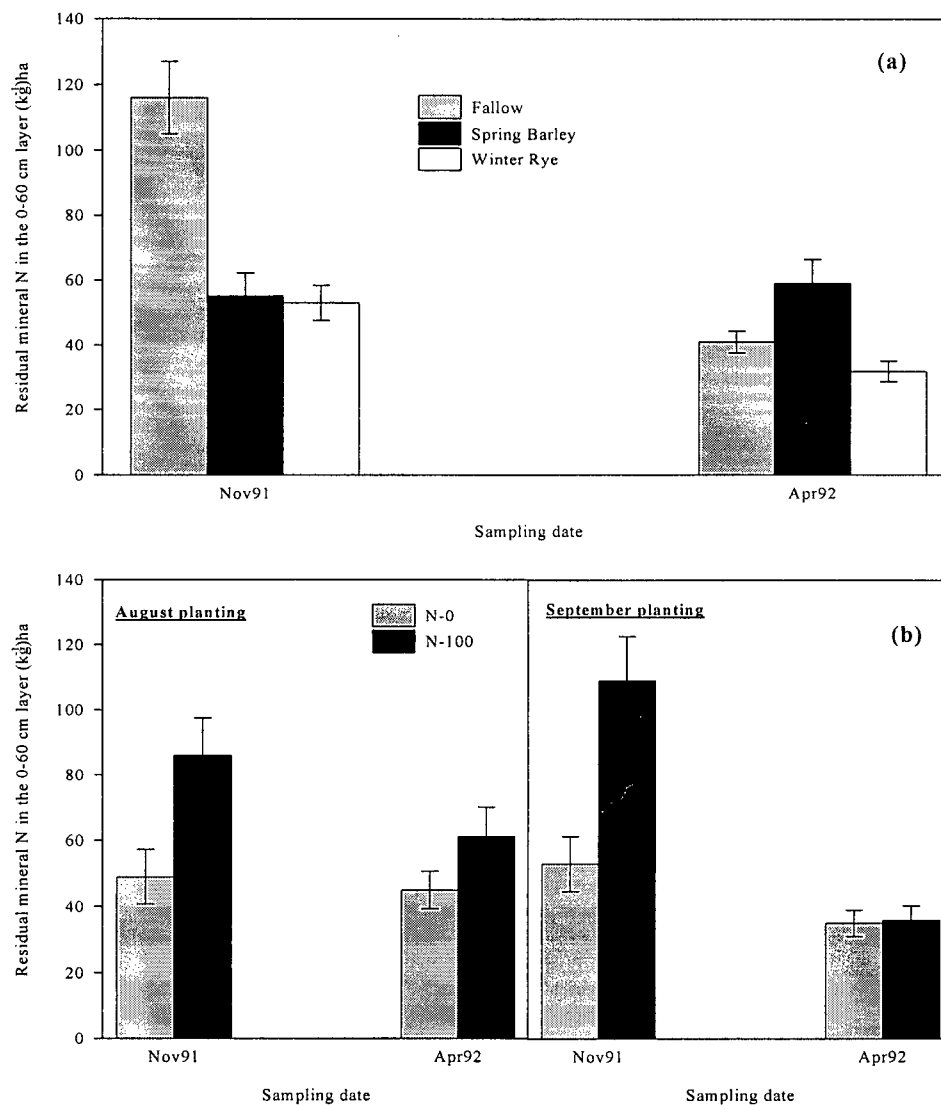 140
(a)
120
Fallow
Spring Barley
Winter Rye
100
80
60
40
20
0
Residual mineral N in the 0-60 cm layer (kg)ha
Nov91
Apr92
Sampling date
140
August planting
September planting
N-0
N-100
(b)
120
100
80
60
40
20
0
Residual mineral N in the 0-60 cm layer (kg)ha
Nov91
Apr92
Nov91
Apr92
Sampling date
Sampling date